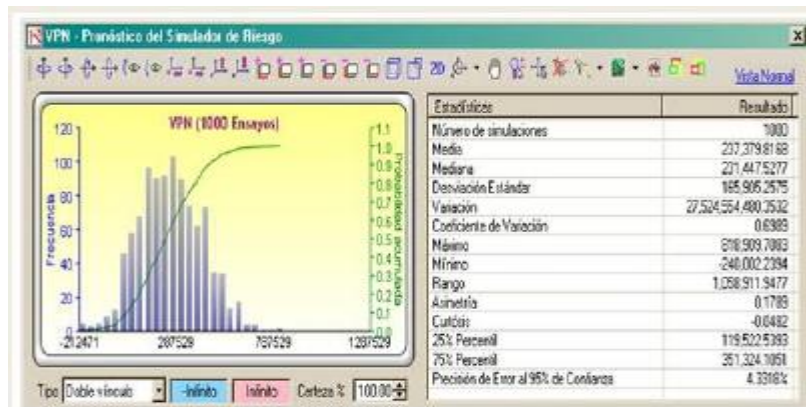 VPN - Pronóstico del Simulador de Riesgo
2D
Vista Normal
VPN (1000 Ensayos)
Frecuencia
120
100
80
60
40
20
0
-212471
287529
787529
1287529
1.1
1.0
0.9
0.8
0.7
0.6
0.5
0.4
0.3
0.2
0.1
0.0
Probabilidad acumulada
Tipo Doble vínculo -Infinito Infinito Certeza % 100.00
Estadísticas Resultado
Número de simulaciones 1000
Media 237,379.8168
Mediana 231,447.5277
Desviación Estándar 165,905.2575
Variación 27,524,554,480.3532
Coeficiente de Variación 0.6989
Máximo 818,909.7083
Mínimo -240,002.2394
Rango 1,058,911.9477
Asimetría 0.1789
Curtósis -0.0482
25% Percentil 119,522.5393
75% Percentil 351,324.1051
Precisión de Error al 95% de Confianza 4.3316%